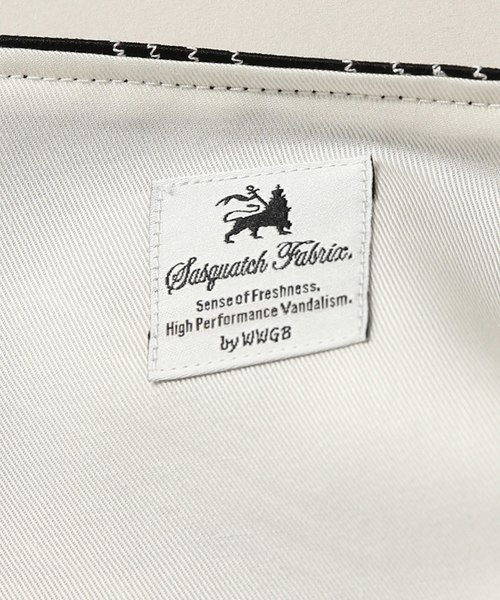 Sasquatch Fabrix.
Sense of Freshness.
High Performance Vandalism.
by WWGB